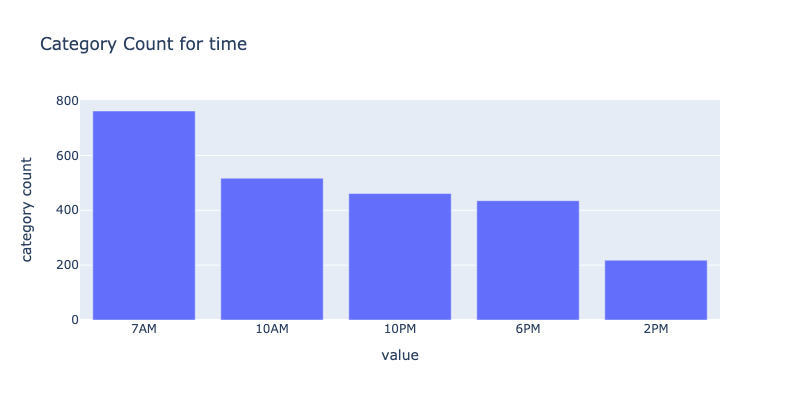 Category Count for time
category count
800
600
400
200
0
7AM 10AM 10PM 6PM 2PM
value